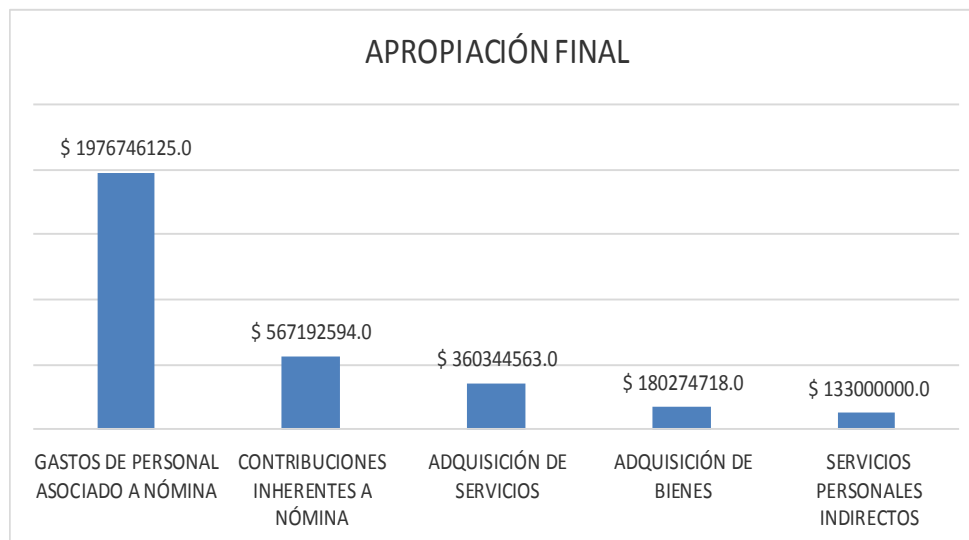 APROPIACIÓN FINAL
$ 1976746125.0
$ 567192594.0
$ 360344563.0
$ 180274718.0
$ 133000000.0
GASTOS DE PERSONAL
ASOCIADO A NÓMINA
CONTRIBUCIONES
INHERENTES A
NÓMINA
ADQUISICIÓN DE
SERVICIOS
ADQUISICIÓN DE
BIENES
SERVICIOS
PERSONALES
INDIRECTOS